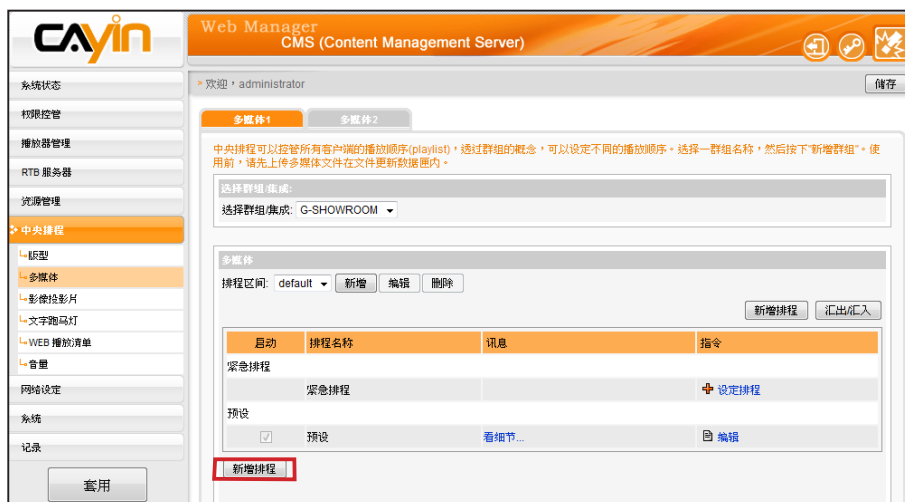 CAYIN
Web Manager
CMS (Content Management Server)
系统状态
权限控管
播放器管理
RTB 服务器
资源管理
中央排程
版型
多媒体
影像投影片
文字跑马灯
WEB 播放清单
音量
网络设定
系统
记录
套用
> 欢迎，administrator
储存
多媒体1
多媒体2
中央排程可以控管所有客户端的播放顺序(playlist)，透过群组的概念，可以设定不同的播放顺序。选择一群组名称，然后按下"新增群组"。使
用前，请先上传多媒体文件在文件更新数据匣内。
选择群组/集成:
选择群组/集成: G-SHOWROOM
多媒体
排程区间: default 新增 编辑 删除
新增排程 汇出/汇入
启动 排程名称 讯息 指令
紧急排程
紧急排程 设定排程
预设
预设 看细节... 编辑
新增排程